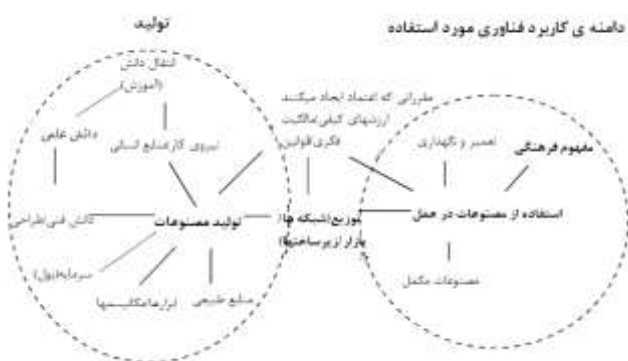 تولید
دامنه ی کاربرد فناوری مورد استفاده
انتقال دانش
(آموزش)
دانش علمی
نیروی کار/منابع انسانی
دانش فنی/طراحی
تولید مصنوعات
سرمایه(پول)
ابزارها/مکانیسمها
منابع طبیعی
مقرراتی که اعتماد ایجاد میکنند
ارزشهای کیفی/مالکیت
فکری/قوانین
توزیع(شبکه ها/
بازار/زیرساختها)
تعمیر و نگهداری
مفهوم فرهنگی
استفاده از مصنوعات در عمل
مصنوعات مکمل